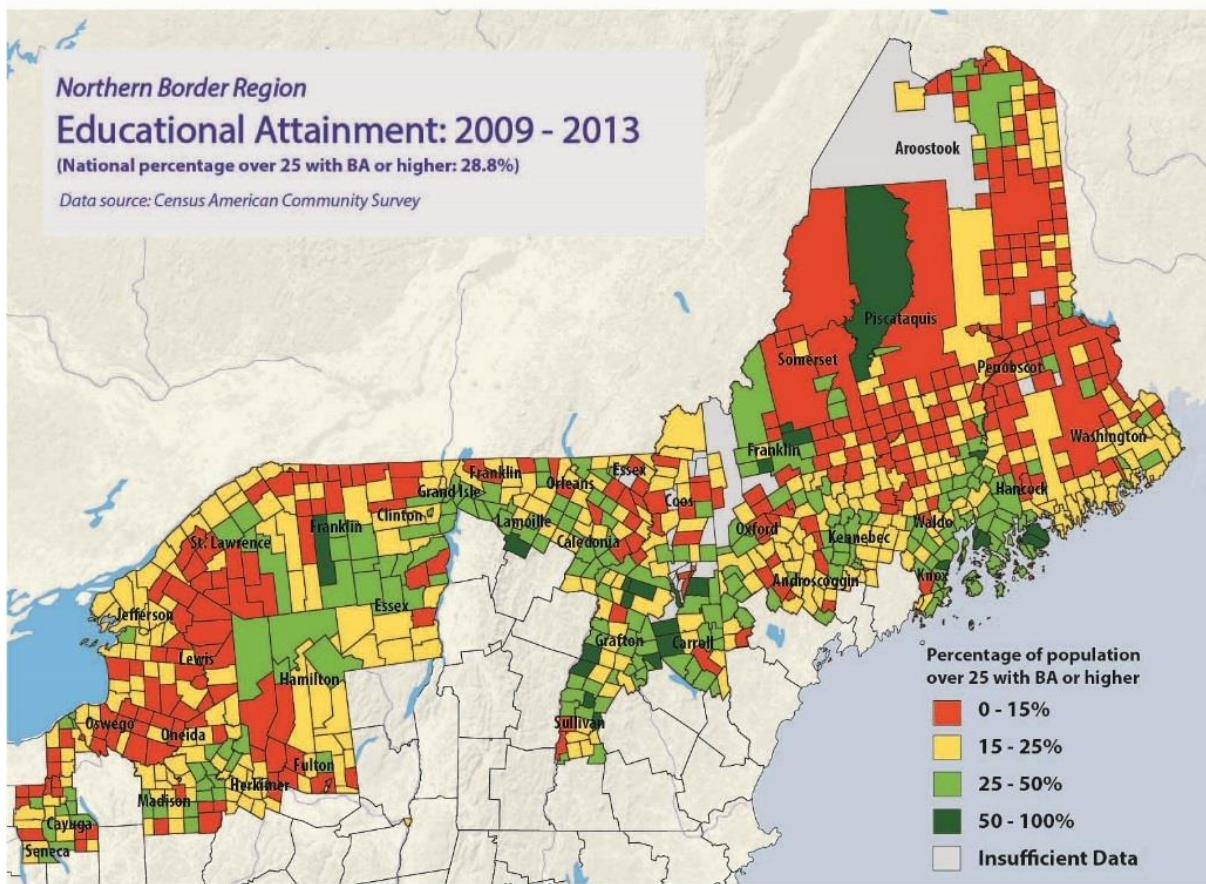 Northern Border Region
Educational Attainment: 2009 - 2013
(National percentage over 25 with BA or higher: 28.8%)
Data source: Census American Community Survey
Aroostook
Piscataquis
Somerset
Penobscot
Washington
Franklin
Hancock
Essex
Franklin
Orleans
Coos
Grand Isle
Oxford
Waldo
Kennebec
Clinton
Franklin
Lamoille
Caledonia
St. Lawrence
Androscoggin
Knox
Essex
Jefferson
Grafton
Carroll
Lewis
Hamilton
Sullivan
Oswego
Oneida
Fulton
Herkimer
Madison
Cayuga
Seneca
Percentage of population
over 25 with BA or higher
0 - 15%
15 - 25%
25 - 50%
50 - 100%
Insufficient Data